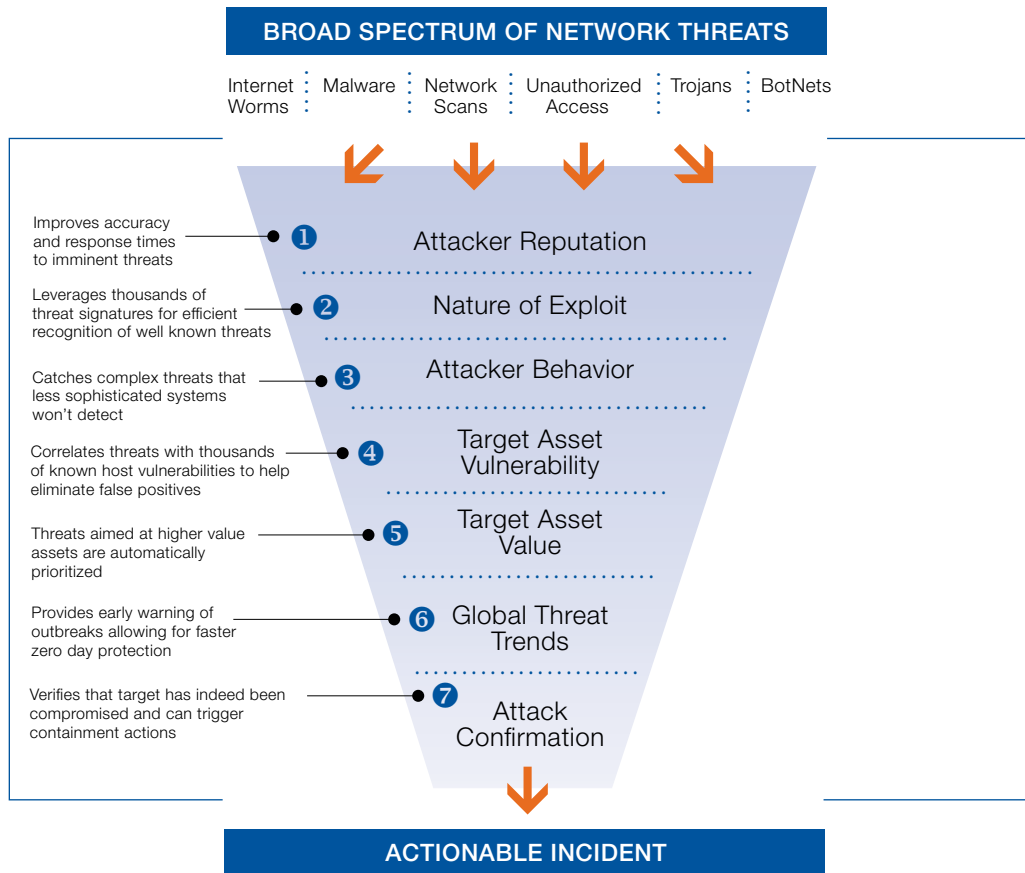 BROAD SPECTRUM OF NETWORK THREATS
Internet Worms
Malware
Network Scans
Unauthorized Access
Trojans
BotNets
Improves accuracy
and response times
to imminent threats
1
Attacker Reputation
Leverages thousands of
threat signatures for efficient
recognition of well known threats
2
Nature of Exploit
Catches complex threats that
less sophisticated systems
won't detect
3
Attacker Behavior
Correlates threats with thousands
of known host vulnerabilities to help
eliminate false positives
4
Target Asset
Vulnerability
Threats aimed at higher value
assets are automatically
prioritized
5
Target Asset
Value
Provides early warning of
outbreaks allowing for faster
zero day protection
6
Global Threat
Trends
Verifies that target has indeed been
compromised and can trigger
containment actions
7
Attack
Confirmation
ACTIONABLE INCIDENT